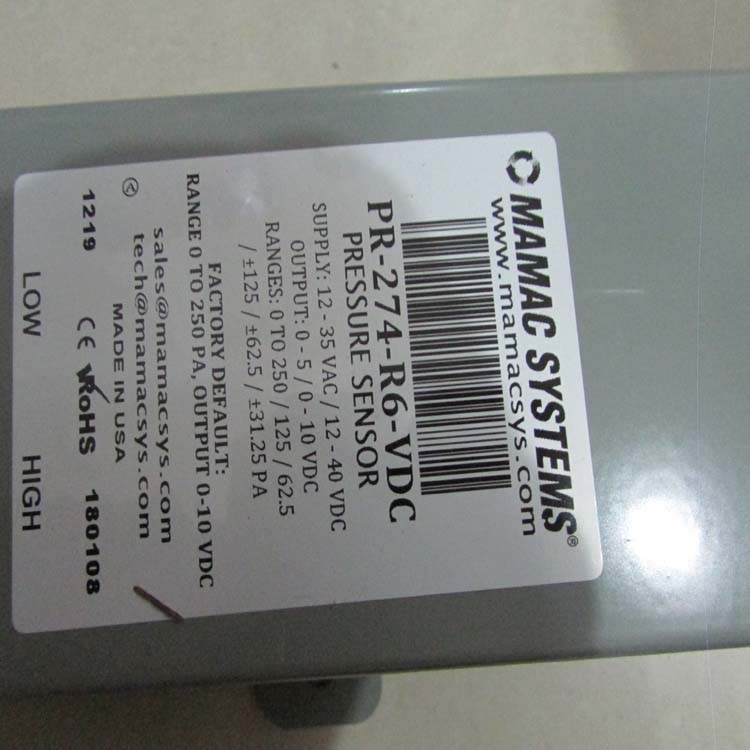 MAMAC SYSTEMS®
www.mamacsys.com
PR-274-R6-VDC
PRESSURE SENSOR
SUPPLY: 12 - 35 VAC / 12 - 40 VDC
OUTPUT: 0 - 5 / 0 - 10 VDC
RANGES: 0 TO 250 / 125 / 62.5
/ ±125 / ±62.5 / ±31.25 PA
FACTORY DEFAULT:
RANGE 0 TO 250 PA, OUTPUT 0-10 VDC
sales@mamacsys.com
tech@mamacsys.com
MADE IN USA
1219 CE RoHS 180108
LOW HIGH